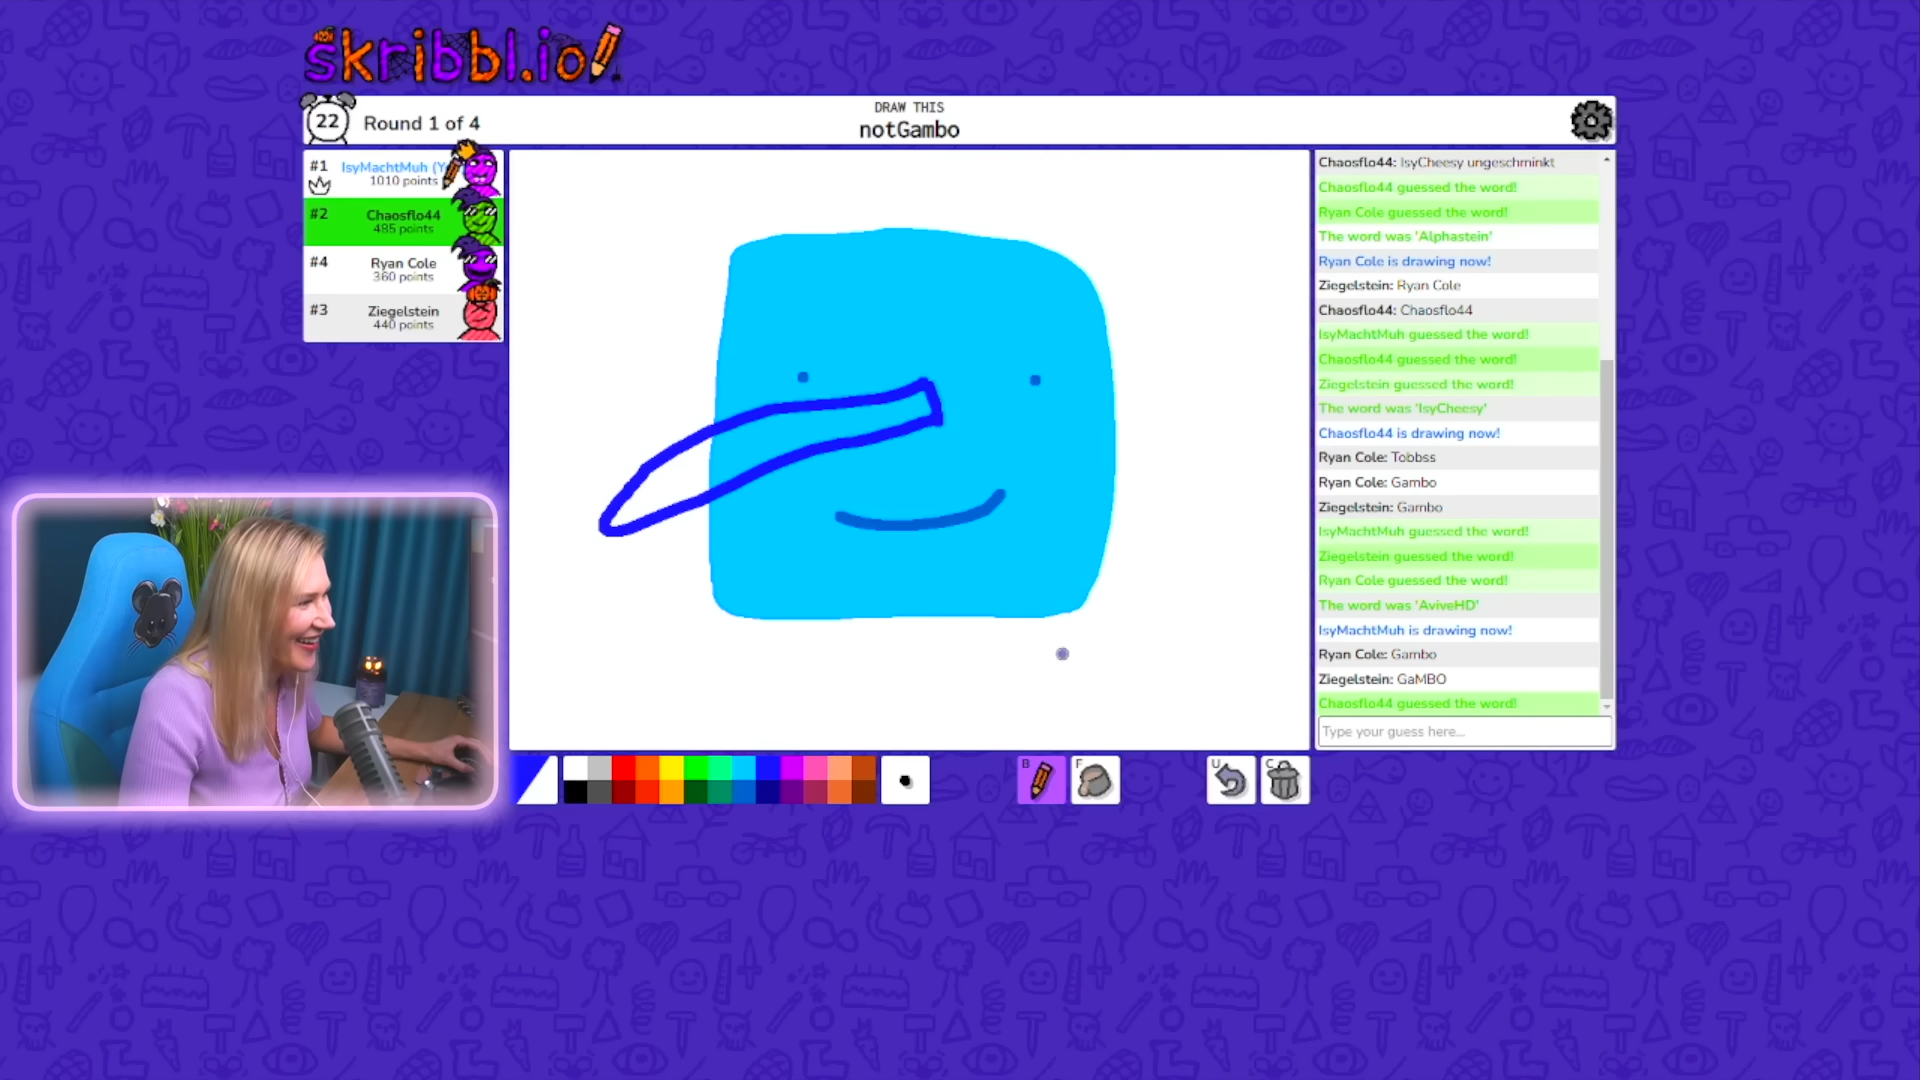 skribbl.io
22
Round 1 of 4
DRAW THIS
notGambo
#1
IsyMachtMuh (Y
1010 points
#2
Chaosflo44
485 points
#4
Ryan Cole
360 points
#3
Ziegelstein
440 points
Chaosflo44: IsyCheesy ungeschminkt
Chaosflo44 guessed the word!
Ryan Cole guessed the word!
The word was 'Alphastein'
Ryan Cole is drawing now!
Ziegelstein: Ryan Cole
Chaosflo44: Chaosflo44
IsyMachtMuh guessed the word!
Chaosflo44 guessed the word!
Ziegelstein guessed the word!
The word was 'IsyCheesy'
Chaosflo44 is drawing now!
Ryan Cole: Tobbss
Ryan Cole: Gambo
Ziegelstein: Gambo
IsyMachtMuh guessed the word!
Ziegelstein guessed the word!
Ryan Cole guessed the word!
The word was 'AviveHD'
IsyMachtMuh is drawing now!
Ryan Cole: Gambo
Ziegelstein: GaMBO
Chaosflo44 guessed the word!
Type your guess here...
B
F
U
C